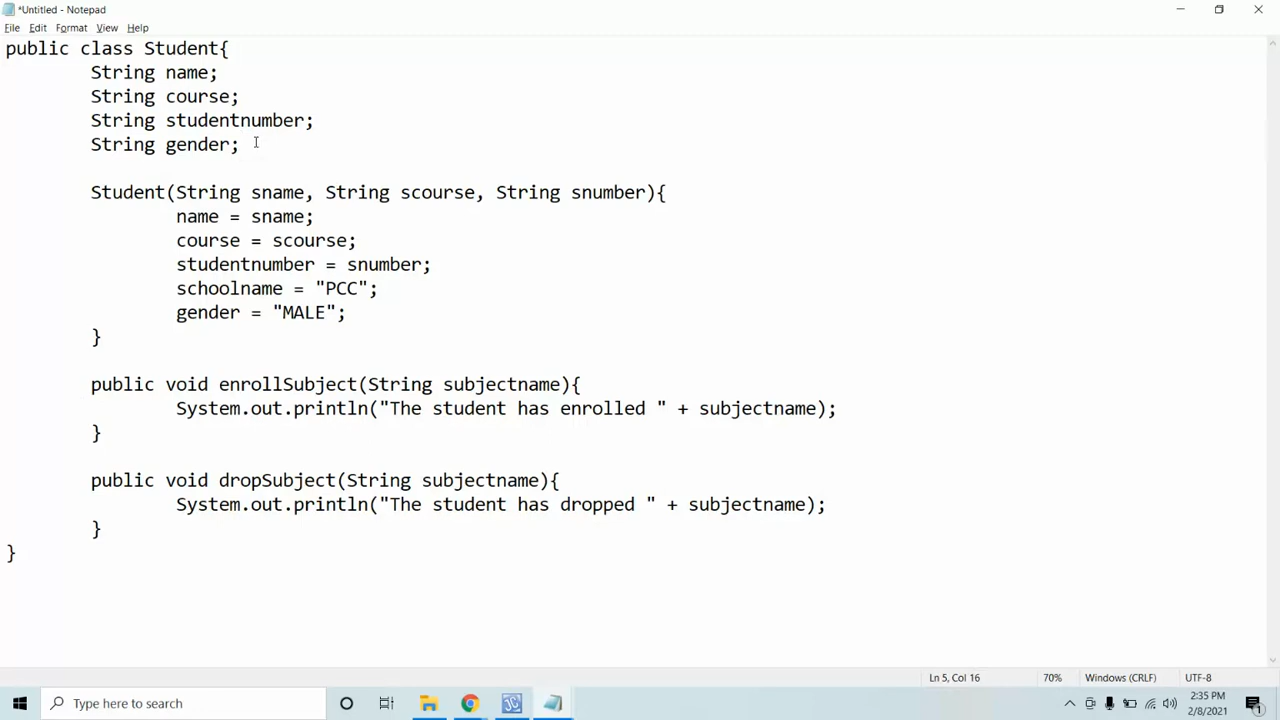 *Untitled - Notepad
File Edit Format View Help
public class Student{
String name;
String course;
String studentnumber;
String gender;
Student(String sname, String scourse, String snumber){
name = sname;
course = scourse;
studentnumber = snumber;
schoolname = "PCC";
gender = "MALE";
}
public void enrollSubject(String subjectname){
System.out.println("The student has enrolled " + subjectname);
}
public void dropSubject(String subjectname){
System.out.println("The student has dropped " + subjectname);
}
}
Ln 5, Col 16 70% Windows (CRLF) UTF-8
Type here to search
2:35 PM
2/8/2021
1